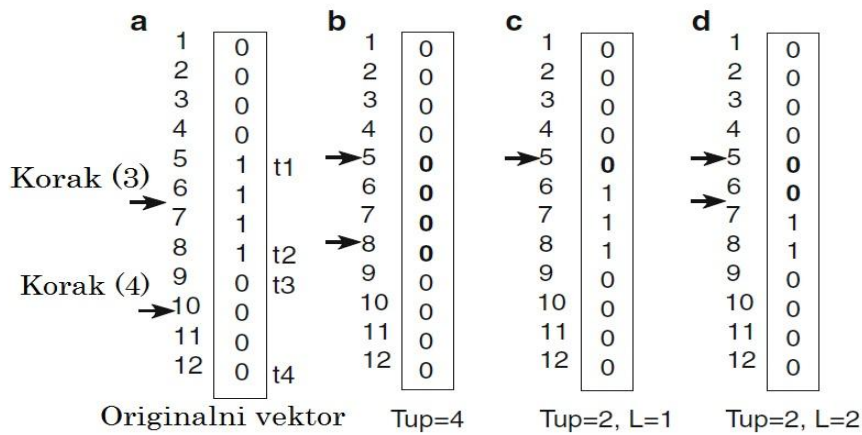 a b c d
1 0 1 0 1 0 1 0
2 0 2 0 2 0 2 0
3 0 3 0 3 0 3 0
4 0 4 0 4 0 4 0
5 1 t1 5 0 5 0 5 0
Korak (3) 6 1 6 0 6 1 6 0
7 1 7 0 7 1 7 1
8 1 t2 8 0 8 1 8 1
Korak (4) 9 0 t3 9 0 9 0 9 0
10 0 10 0 10 0 10 0
11 0 11 0 11 0 11 0
12 0 t4 12 0 12 0 12 0
Originalni vektor Tup=4 Tup=2, L=1 Tup=2, L=2